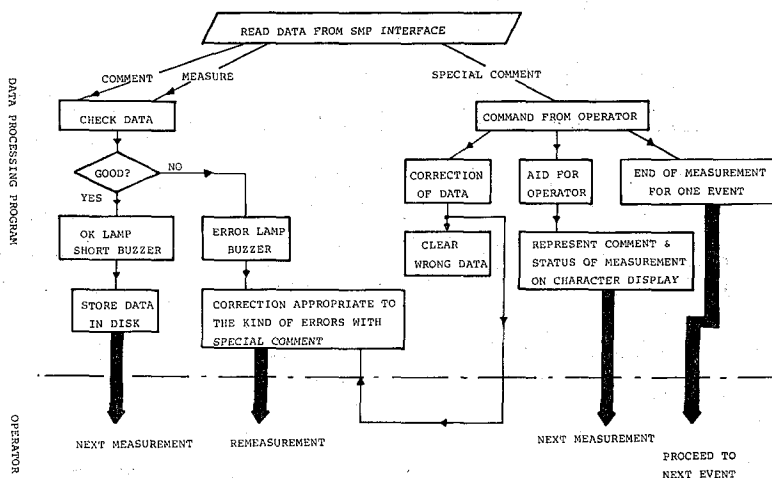 READ DATA FROM SMP INTERFACE
COMMENT
MEASURE
SPECIAL COMMENT
CHECK DATA
COMMAND FROM OPERATOR
GOOD?
NO
YES
CORRECTION
OF DATA
AID FOR
OPERATOR
END OF MEASUREMENT
FOR ONE EVENT
OK LAMP
SHORT BUZZER
ERROR LAMP
BUZZER
CLEAR
WRONG DATA
REPRESENT COMMENT &
STATUS OF MEASUREMENT
ON CHARACTER DISPLAY
STORE DATA
IN DISK
CORRECTION APPROPRIATE TO
THE KIND OF ERRORS WITH
SPECIAL COMMENT
NEXT MEASUREMENT
REMEASUREMENT
NEXT MEASUREMENT
PROCEED TO
NEXT EVENT
DATA PROCESSING PROGRAM
OPERATOR